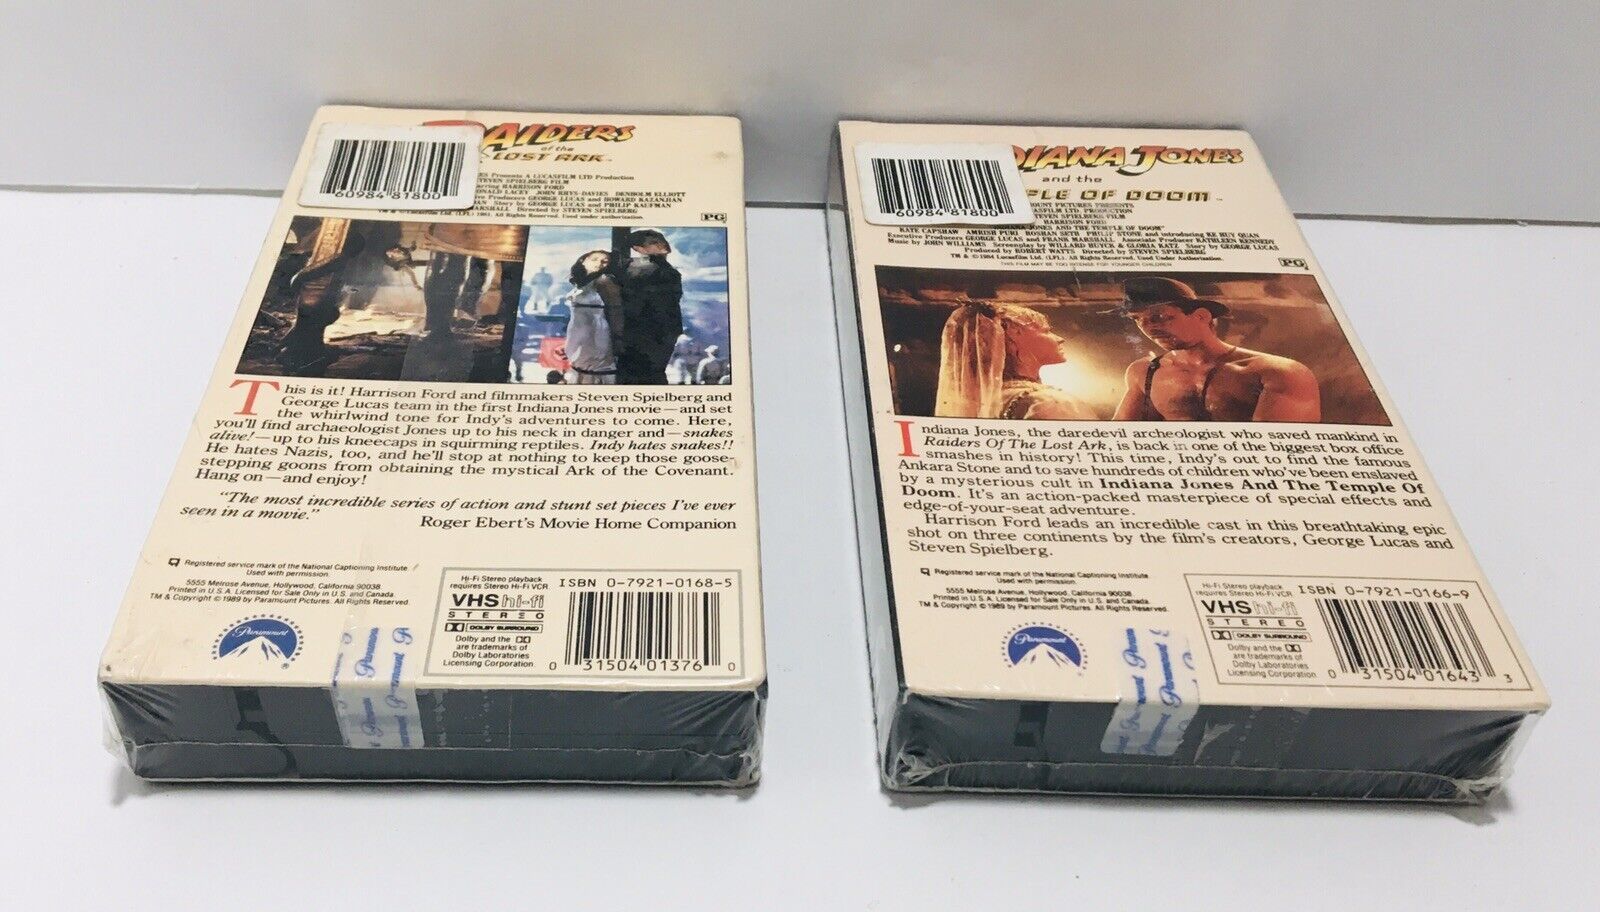 RAIDERS
of the
LOST ARK
60984 81800
ES Presents A LUCASFILM LTD Production
STEVEN SPIELBERG FILM
Starring HARRISON FORD
RONALD LACEY JOHN RHYS-DAVIES DENHOLM ELLIOTT
Producers GEORGE LUCAS and HOWARD KAZANJIAN
Story by GEORGE LUCAS and PHILIP KAUFMAN
MARSHALL Directed by STEVEN SPIELBERG
TM & © Lucasfilm Ltd. (LFL) 1981. All Rights Reserved. Used under authorization.
PG
This is it! Harrison Ford and filmmakers Steven Spielberg and
George Lucas team in the first Indiana Jones movie—and set
the whirlwind tone for Indy's adventures to come. Here,
you'll find archaeologist Jones up to his neck in danger and—snakes
alive!—up to his kneecaps in squirming reptiles. Indy hates snakes!!
He hates Nazis, too, and he'll stop at nothing to keep those goose-
stepping goons from obtaining the mystical Ark of the Covenant.
Hang on—and enjoy!
"The most incredible series of action and stunt set pieces I've ever
seen in a movie."
Roger Ebert's Movie Home Companion
Registered service mark of the National Captioning Institute.
Used with permission.
5555 Melrose Avenue, Hollywood, California 90038.
Printed in U.S.A. Licensed for Sale Only in U.S. and Canada.
TM & Copyright © 1989 by Paramount Pictures. All Rights Reserved.
Paramount
Hi-Fi Stereo playback
requires Stereo Hi-Fi VCR
VHS hi-fi
STEREO
DOLBY SURROUND
Dolby and the
are trademarks of
Dolby Laboratories
Licensing Corporation.
ISBN 0-7921-0168-5
0 31504 01376 0
Paramount
INDIANA JONES
and the
PLE OF DOOM
60984 81800
MOUNT PICTURES PRESENTS
CASFILM LTD. PRODUCTION
STEVEN SPIELBERG FILM
HARRISON FORD
INDIANA JONES AND THE TEMPLE OF DOOM"
KATE CAPSHAW AMRISH PURI ROSHAN SETH PHILIP STONE and introducing KE HUY QUAN
Executive Producers GEORGE LUCAS and FRANK MARSHALL Associate Producer KATHLEEN KENNEDY
Music by JOHN WILLIAMS Screenplay by WILLARD HUYCK & GLORIA KATZ Story by GEORGE LUCAS
Produced by ROBERT WATTS Directed by STEVEN SPIELBERG
TM & © 1984 Lucasfilm Ltd. (LFL). All Rights Reserved. Used Under Authorization.
THIS FILM MAY BE TOO INTENSE FOR YOUNGER CHILDREN
PG
Indiana Jones, the daredevil archeologist who saved mankind in
Raiders Of The Lost Ark, is back in one of the biggest box office
smashes in history! This time, Indy's out to find the famous
Ankara Stone and to save hundreds of children who've been enslaved
by a mysterious cult in Indiana Jones And The Temple Of
Doom. It's an action-packed masterpiece of special effects and
edge-of-your-seat adventure.
Harrison Ford leads an incredible cast in this breathtaking epic
shot on three continents by the film's creators, George Lucas and
Steven Spielberg.
Registered service mark of the National Captioning Institute.
Used with permission.
5555 Melrose Avenue, Hollywood, California 90038
Printed in U.S.A. Licensed for Sale Only in U.S. and Canada.
TM & Copyright © 1989 by Paramount Pictures. All Rights Reserved.
Paramount
Hi-Fi Stereo playback
requires Stereo Hi-Fi VCR
VHS hi-fi
STEREO
DOLBY SURROUND
Dolby and the
are trademarks of
Dolby Laboratories
Licensing Corporation
ISBN 0-7921-0166-9
0 31504 01643 3
Paramount